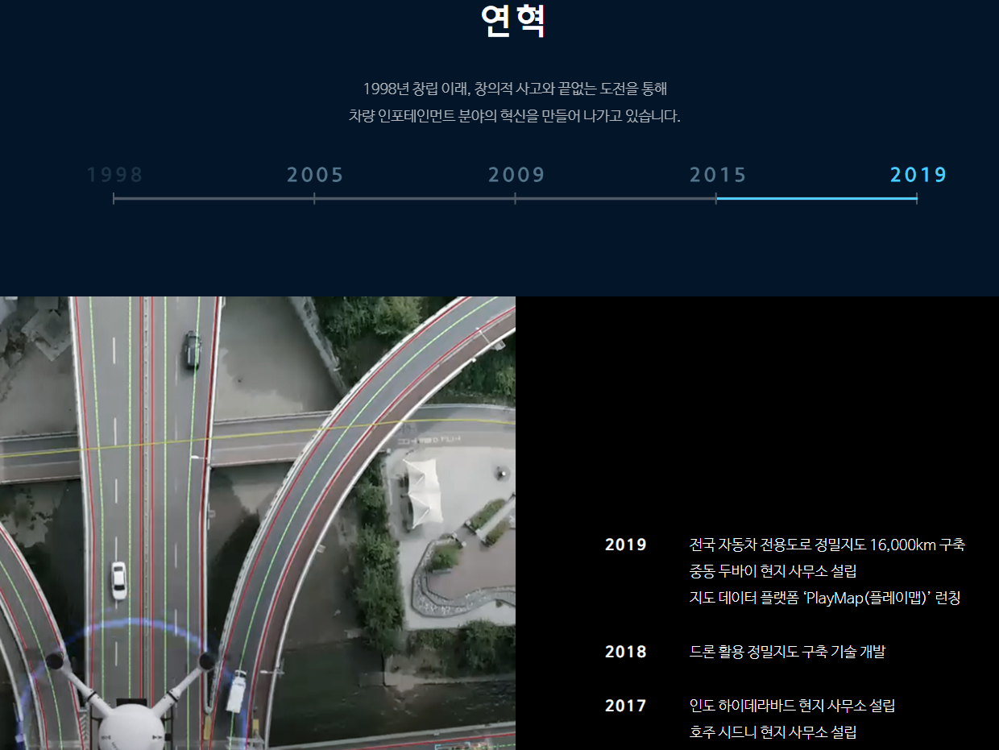 연혁
1998년 창립 이래, 창의적 사고와 끝없는 도전을 통해
차량 인포테인먼트 분야의 혁신을 만들어 나가고 있습니다.
1998 2005 2009 2015 2019
2019 전국 자동차 전용도로 정밀지도 16,000km 구축
중동 두바이 현지 사무소 설립
지도 데이터 플랫폼 ‘PlayMap(플레이맵)’ 런칭
2018 드론 활용 정밀지도 구축 기술 개발
2017 인도 하이데라바드 현지 사무소 설립
호주 시드니 현지 사무소 설립